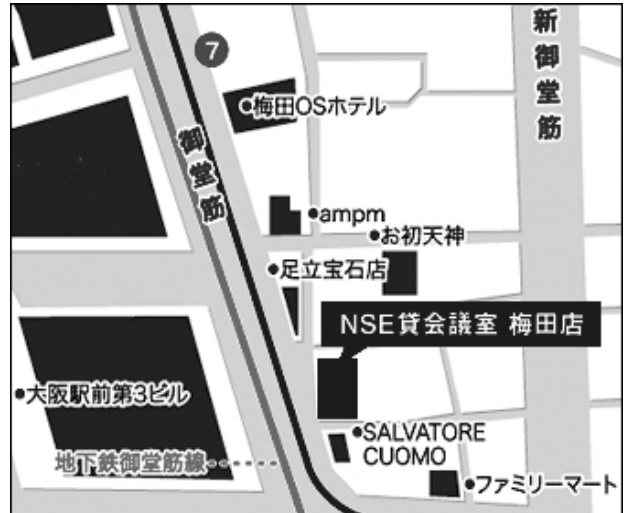 新御堂筋
7
梅田OSホテル
御堂筋
ampm
お初天神
足立宝石店
NSE貸会議室 梅田店
大阪駅前第3ビル
SALVATORE
CUOMO
地下鉄御堂筋線
ファミリーマート